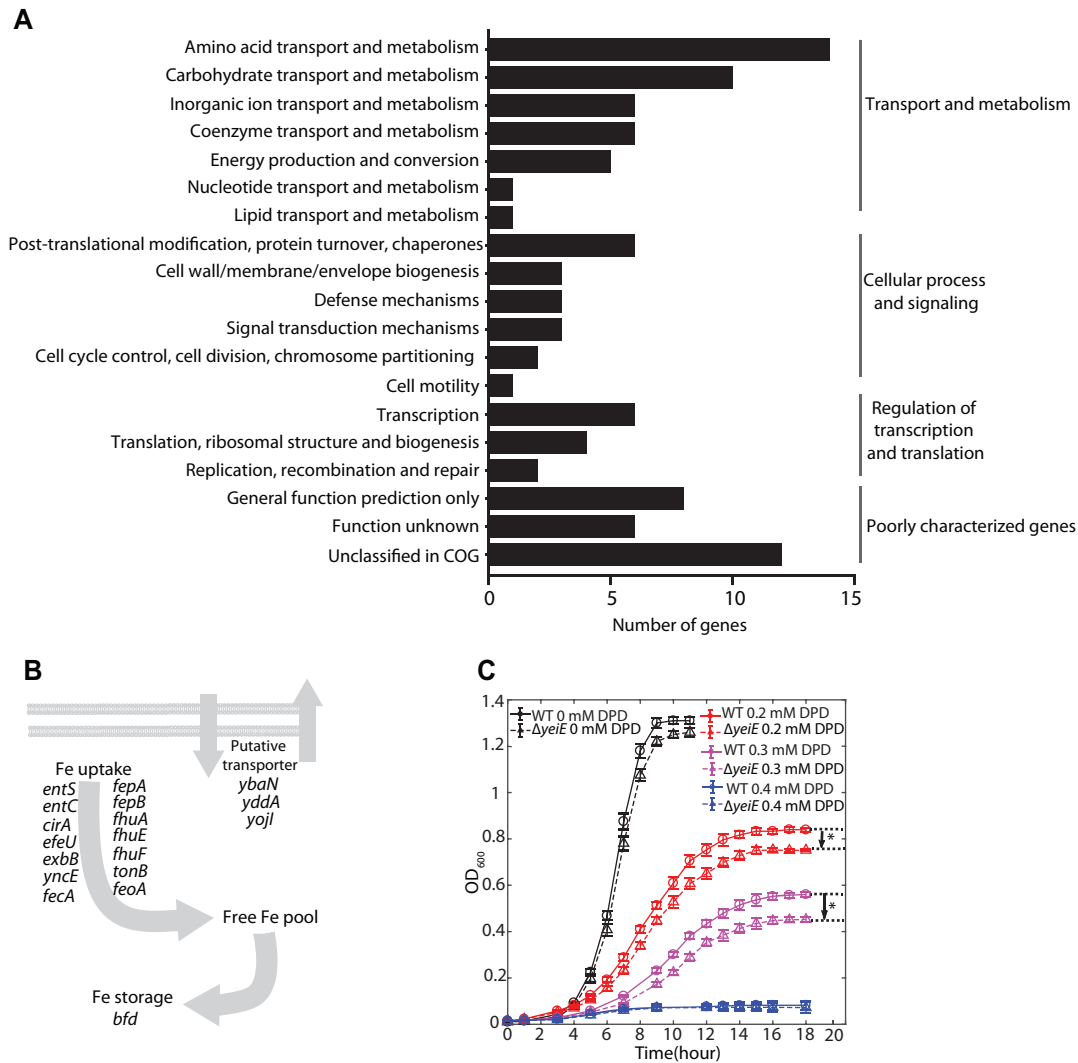 A
Amino acid transport and metabolism
Carbohydrate transport and metabolism
Inorganic ion transport and metabolism
Coenzyme transport and metabolism
Energy production and conversion
Nucleotide transport and metabolism
Lipid transport and metabolism
Post-translational modification, protein turnover, chaperones
Cell wall/membrane/envelope biogenesis
Defense mechanisms
Signal transduction mechanisms
Cell cycle control, cell division, chromosome partitioning
Cell motility
Transcription
Translation, ribosomal structure and biogenesis
Replication, recombination and repair
General function prediction only
Function unknown
Unclassified in COG
Transport and metabolism
Cellular process
and signaling
Regulation of
transcription
and translation
Poorly characterized genes
0 5 10 15
Number of genes
B
Putative
transporter
ybaN
yddA
yojI
Fe uptake
entS
entC
cirA
efeU
exbB
yncE
fecA
fepA
fepB
fhuA
fhuE
fhuF
tonB
feoA
Free Fe pool
Fe storage
bfd
C
WT 0 mM DPD
ΔyeiE 0 mM DPD
WT 0.2 mM DPD
ΔyeiE 0.2 mM DPD
WT 0.3 mM DPD
ΔyeiE 0.3 mM DPD
WT 0.4 mM DPD
ΔyeiE 0.4 mM DPD
*
*
OD600
1.4
1.2
1
0.8
0.6
0.4
0.2
0
0 2 4 6 8 10 12 14 16 18 20
Time(hour)